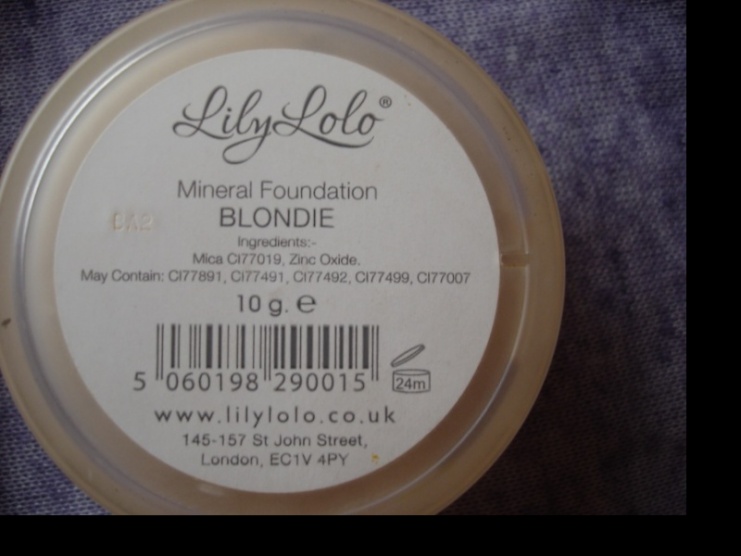 LilyLolo®
Mineral Foundation
BLONDIE
Ingredients:-
Mica CI77019, Zinc Oxide.
May Contain: CI77891, CI77491, CI77492, CI77499, CI77007
10 g. e
5 060198 290015
24m
www.lilylolo.co.uk
145-157 St John Street,
London, EC1V 4PY